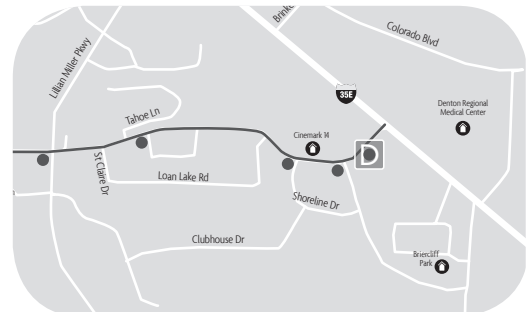 Brinke
Colorado Blvd
Lillian Miller Pkwy
35E
Denton Regional
Medical Center
Tahoe Ln
Cinemark 14
D
St Claire Dr
Loan Lake Rd
Shoreline Dr
Clubhouse Dr
Briercliff
Park